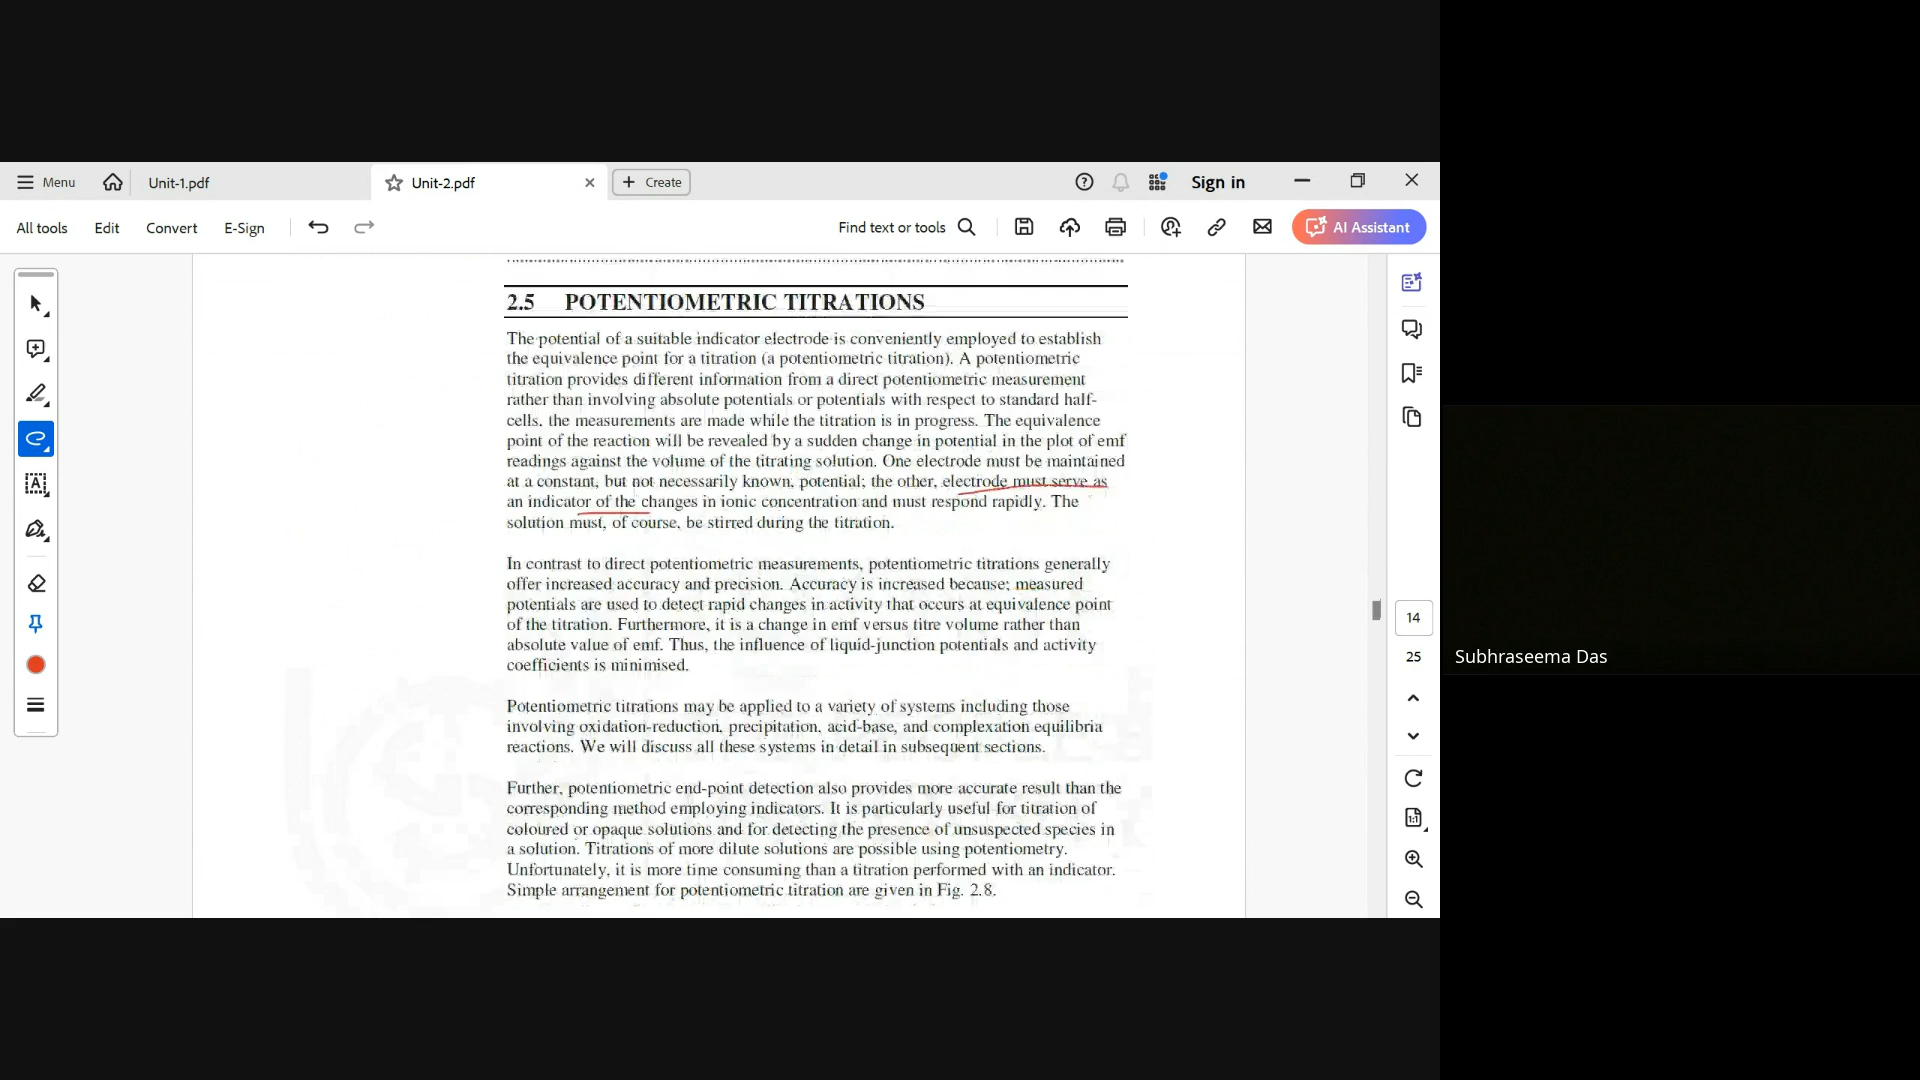 Menu
Unit-1.pdf
Unit-2.pdf
Create
Sign in
All tools
Edit
Convert
E-Sign
Find text or tools
AI Assistant
2.5 POTENTIOMETRIC TITRATIONS
The potential of a suitable indicator electrode is conveniently employed to establish
the equivalence point for a titration (a potentiometric titration). A potentiometric
titration provides different information from a direct potentiometric measurement
rather than involving absolute potentials or potentials with respect to standard half-
cells, the measurements are made while the titration is in progress. The equivalence
point of the reaction will be revealed by a sudden change in potential in the plot of emf
readings against the volume of the titrating solution. One electrode must be maintained
at a constant, but not necessarily known, potential; the other, electrode must serve as
an indicator of the changes in ionic concentration and must respond rapidly. The
solution must, of course, be stirred during the titration.
In contrast to direct potentiometric measurements, potentiometric titrations generally
offer increased accuracy and precision. Accuracy is increased because; measured
potentials are used to detect rapid changes in activity that occurs at equivalence point
of the titration. Furthermore, it is a change in emf versus titre volume rather than
absolute value of emf. Thus, the influence of liquid-junction potentials and activity
coefficients is minimised.
Potentiometric titrations may be applied to a variety of systems including those
involving oxidation-reduction, precipitation, acid-base, and complexation equilibria
reactions. We will discuss all these systems in detail in subsequent sections.
Further, potentiometric end-point detection also provides more accurate result than the
corresponding method employing indicators. It is particularly useful for titration of
coloured or opaque solutions and for detecting the presence of unsuspected species in
a solution. Titrations of more dilute solutions are possible using potentiometry.
Unfortunately, it is more time consuming than a titration performed with an indicator.
Simple arrangement for potentiometric titration are given in Fig. 2.8.
14
25
Subhraseema Das